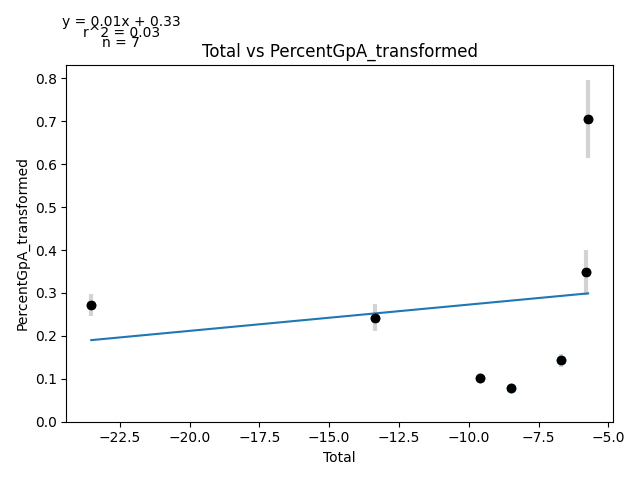 y = 0.01x + 0.33
r^2 = 0.03
n = 7
Total vs PercentGpA_transformed
PercentGpA_transformed
0.8
0.7
0.6
0.5
0.4
0.3
0.2
0.1
0.0
−22.5 −20.0 −17.5 −15.0 −12.5 −10.0 −7.5 −5.0
Total